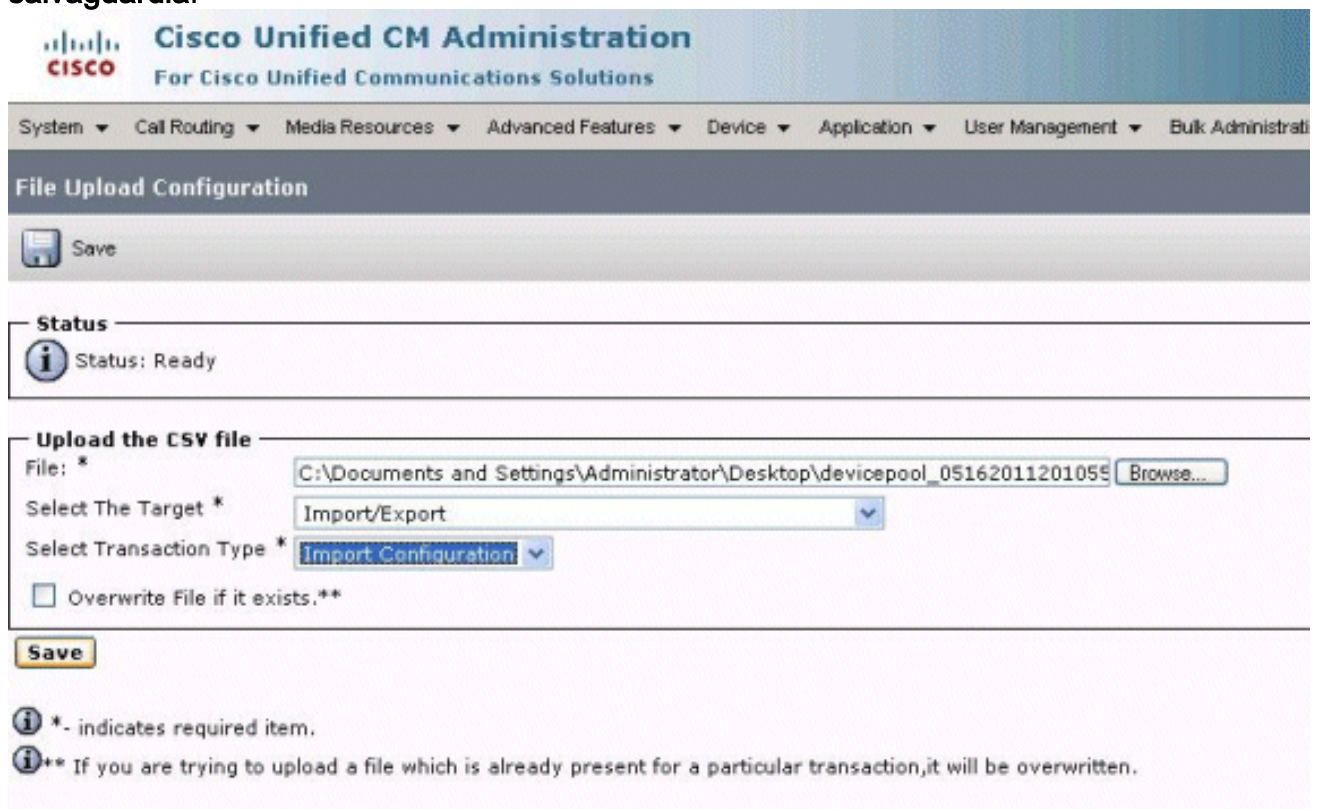 salvaguardia.
CISCO
Cisco Unified CM Administration
For Cisco Unified Communications Solutions
System Call Routing Media Resources Advanced Features Device Application User Management Bulk Administrati
File Upload Configuration
Save
Status
Status: Ready
Upload the CSV file
File: * C:\Documents and Settings\Administrator\Desktop\devicepool_05162011201055 Browse...
Select The Target * Import/Export
Select Transaction Type * Import Configuration
Overwrite File if it exists.**
Save
*- indicates required item.
** If you are trying to upload a file which is already present for a particular transaction,it will be overwritten.